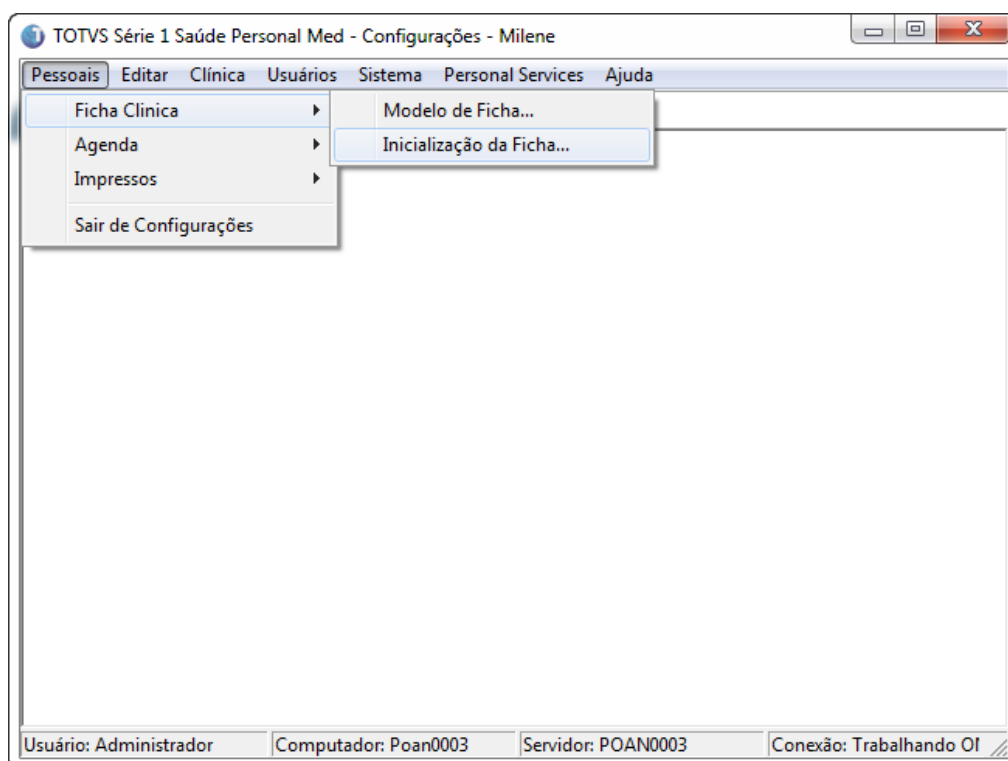 TOTVS Série 1 Saúde Personal Med - Configurações - Milene
Pessoais Editar Clínica Usuários Sistema Personal Services Ajuda
Ficha Clinica Modelo de Ficha...
Agenda Inicialização da Ficha...
Impressos
Sair de Configurações
Usuário: Administrador Computador: Poan0003 Servidor: POAN0003 Conexão: Trabalhando